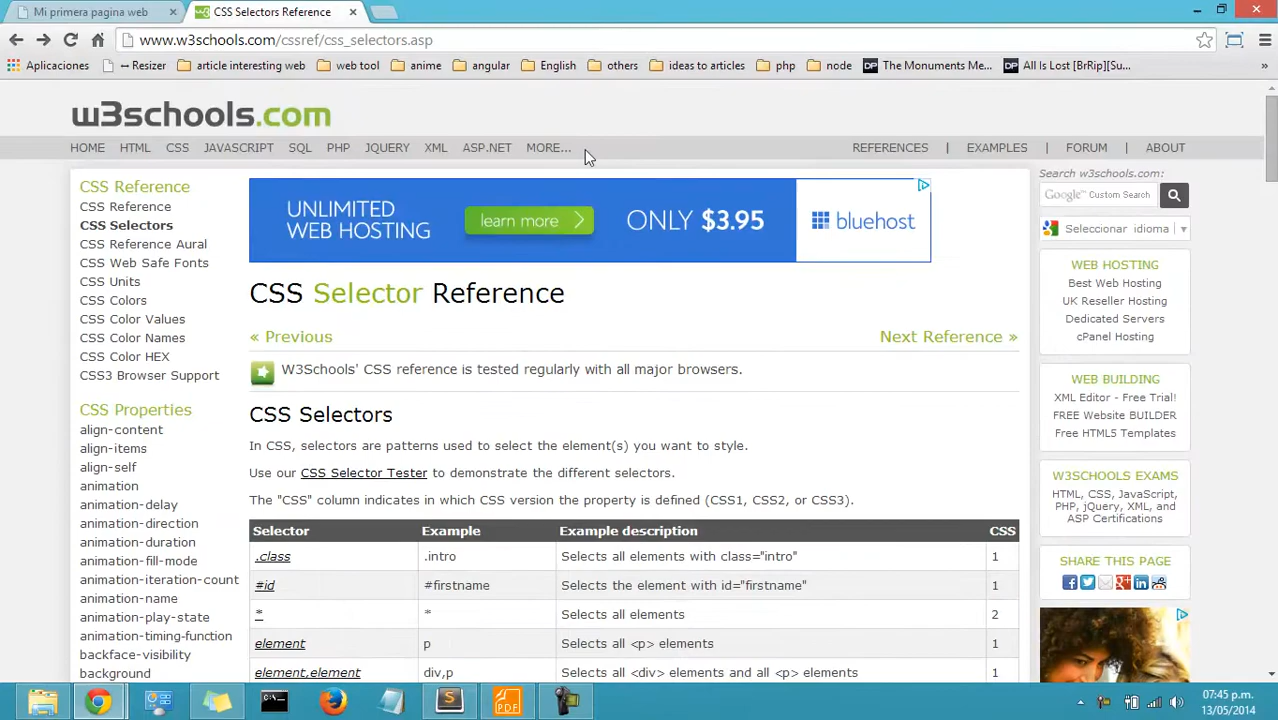 Mi primera pagina web
CSS Selectors Reference
www.w3schools.com/cssref/css_selectors.asp
Aplicaciones
↔ Resizer
article interesting web
web tool
anime
angular
English
others
ideas to articles
php
node
DP The Monuments Me...
DP All Is Lost [BrRip][Su...
»
w3schools.com
HOME HTML CSS JAVASCRIPT SQL PHP JQUERY XML ASP.NET MORE...
REFERENCES | EXAMPLES | FORUM | ABOUT
CSS Reference
CSS Reference
CSS Selectors
CSS Reference Aural
CSS Web Safe Fonts
CSS Units
CSS Colors
CSS Color Values
CSS Color Names
CSS Color HEX
CSS3 Browser Support
CSS Properties
align-content
align-items
align-self
animation
animation-delay
animation-direction
animation-duration
animation-fill-mode
animation-iteration-count
animation-name
animation-play-state
animation-timing-function
backface-visibility
background
UNLIMITED
WEB HOSTING
learn more
ONLY $3.95
bluehost
CSS Selector Reference
« Previous
Next Reference »
W3Schools' CSS reference is tested regularly with all major browsers.
CSS Selectors
In CSS, selectors are patterns used to select the element(s) you want to style.
Use our CSS Selector Tester to demonstrate the different selectors.
The "CSS" column indicates in which CSS version the property is defined (CSS1, CSS2, or CSS3).
Selector Example Example description CSS
.class .intro Selects all elements with class="intro" 1
#id #firstname Selects the element with id="firstname" 1
* * Selects all elements 2
element p Selects all <p> elements 1
element,element div,p Selects all <div> elements and all <p> elements 1
Search w3schools.com:
Google™ Custom Search
Seleccionar idioma
WEB HOSTING
Best Web Hosting
UK Reseller Hosting
Dedicated Servers
cPanel Hosting
WEB BUILDING
XML Editor - Free Trial!
FREE Website BUILDER
Free HTML5 Templates
W3SCHOOLS EXAMS
HTML, CSS, JavaScript,
PHP, jQuery, XML, and
ASP Certifications
SHARE THIS PAGE
PDF
07:45 p.m.
13/05/2014